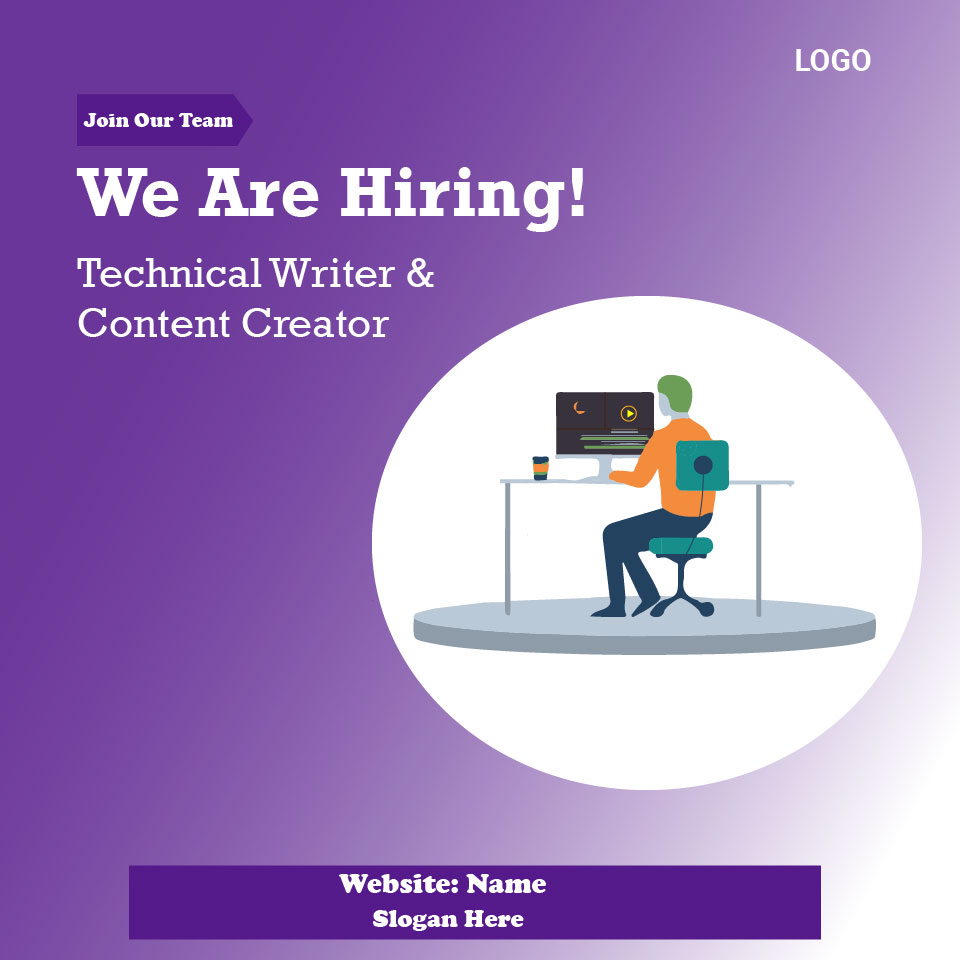 LOGO
Join Our Team
We Are Hiring!
Technical Writer &
Content Creator
Website: Name
Slogan Here